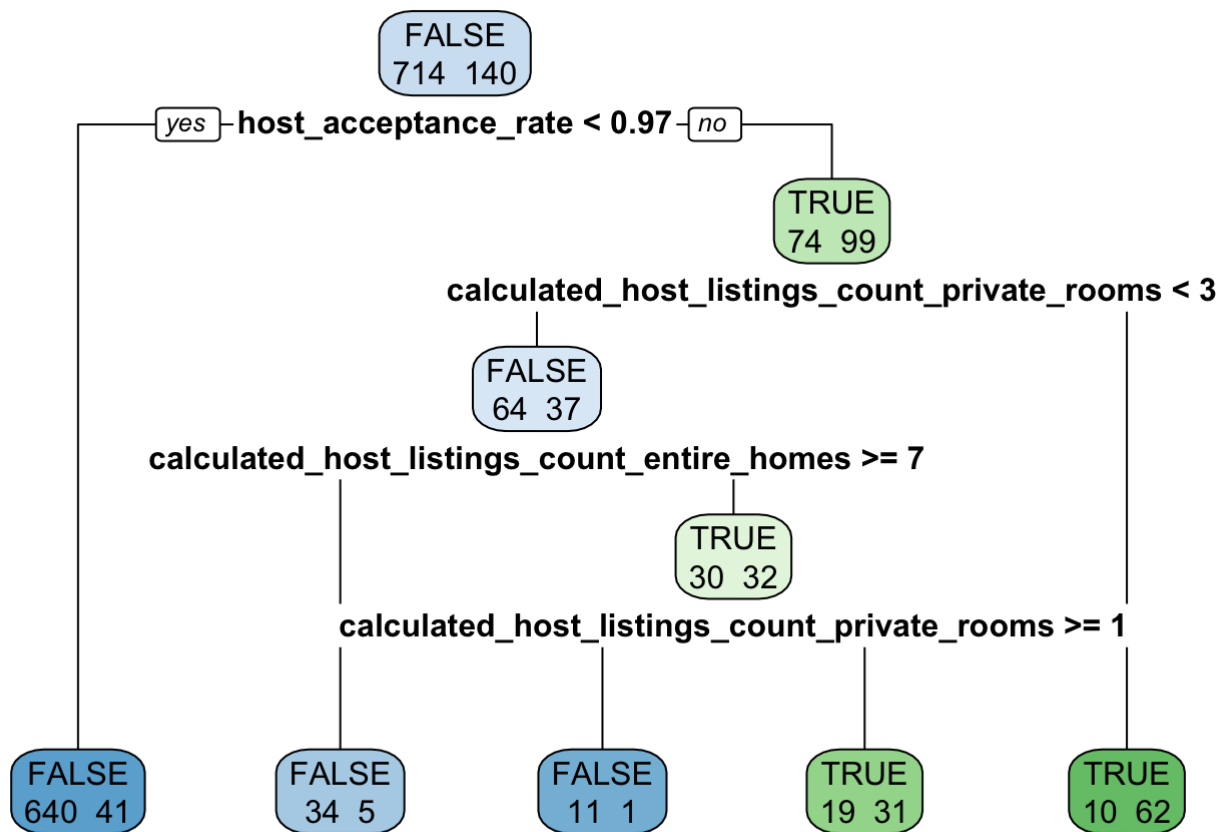 FALSE
714 140
yes host_acceptance_rate < 0.97 no
TRUE
74 99
calculated_host_listings_count_private_rooms < 3
FALSE
64 37
calculated_host_listings_count_entire_homes >= 7
TRUE
30 32
calculated_host_listings_count_private_rooms >= 1
FALSE
640 41
FALSE
34 5
FALSE
11 1
TRUE
19 31
TRUE
10 62